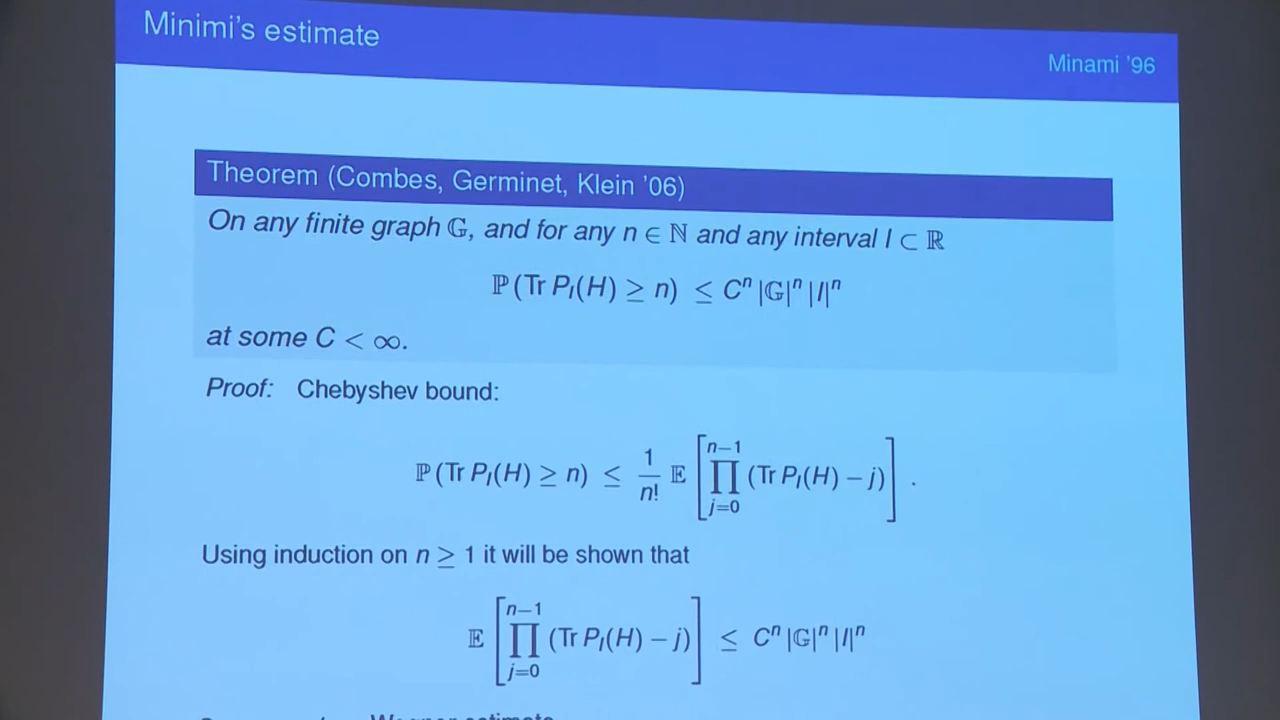 Minimi's estimate
Minami '96
Theorem (Combes, Germinet, Klein '06)
On any finite graph 𝔾, and for any n ∈ ℕ and any interval I ⊂ ℝ
ℙ (Tr P_I(H) ≥ n) ≤ C^n |𝔾|^n |I|^n
at some C < ∞.
Proof: Chebyshev bound:
ℙ (Tr P_I(H) ≥ n) ≤ 1/n! 𝔼 [∏_{j=0}^{n−1} (Tr P_I(H) − j)] .
Using induction on n ≥ 1 it will be shown that
𝔼 [∏_{j=0}^{n−1} (Tr P_I(H) − j)] ≤ C^n |𝔾|^n |I|^n
Wegner estimate